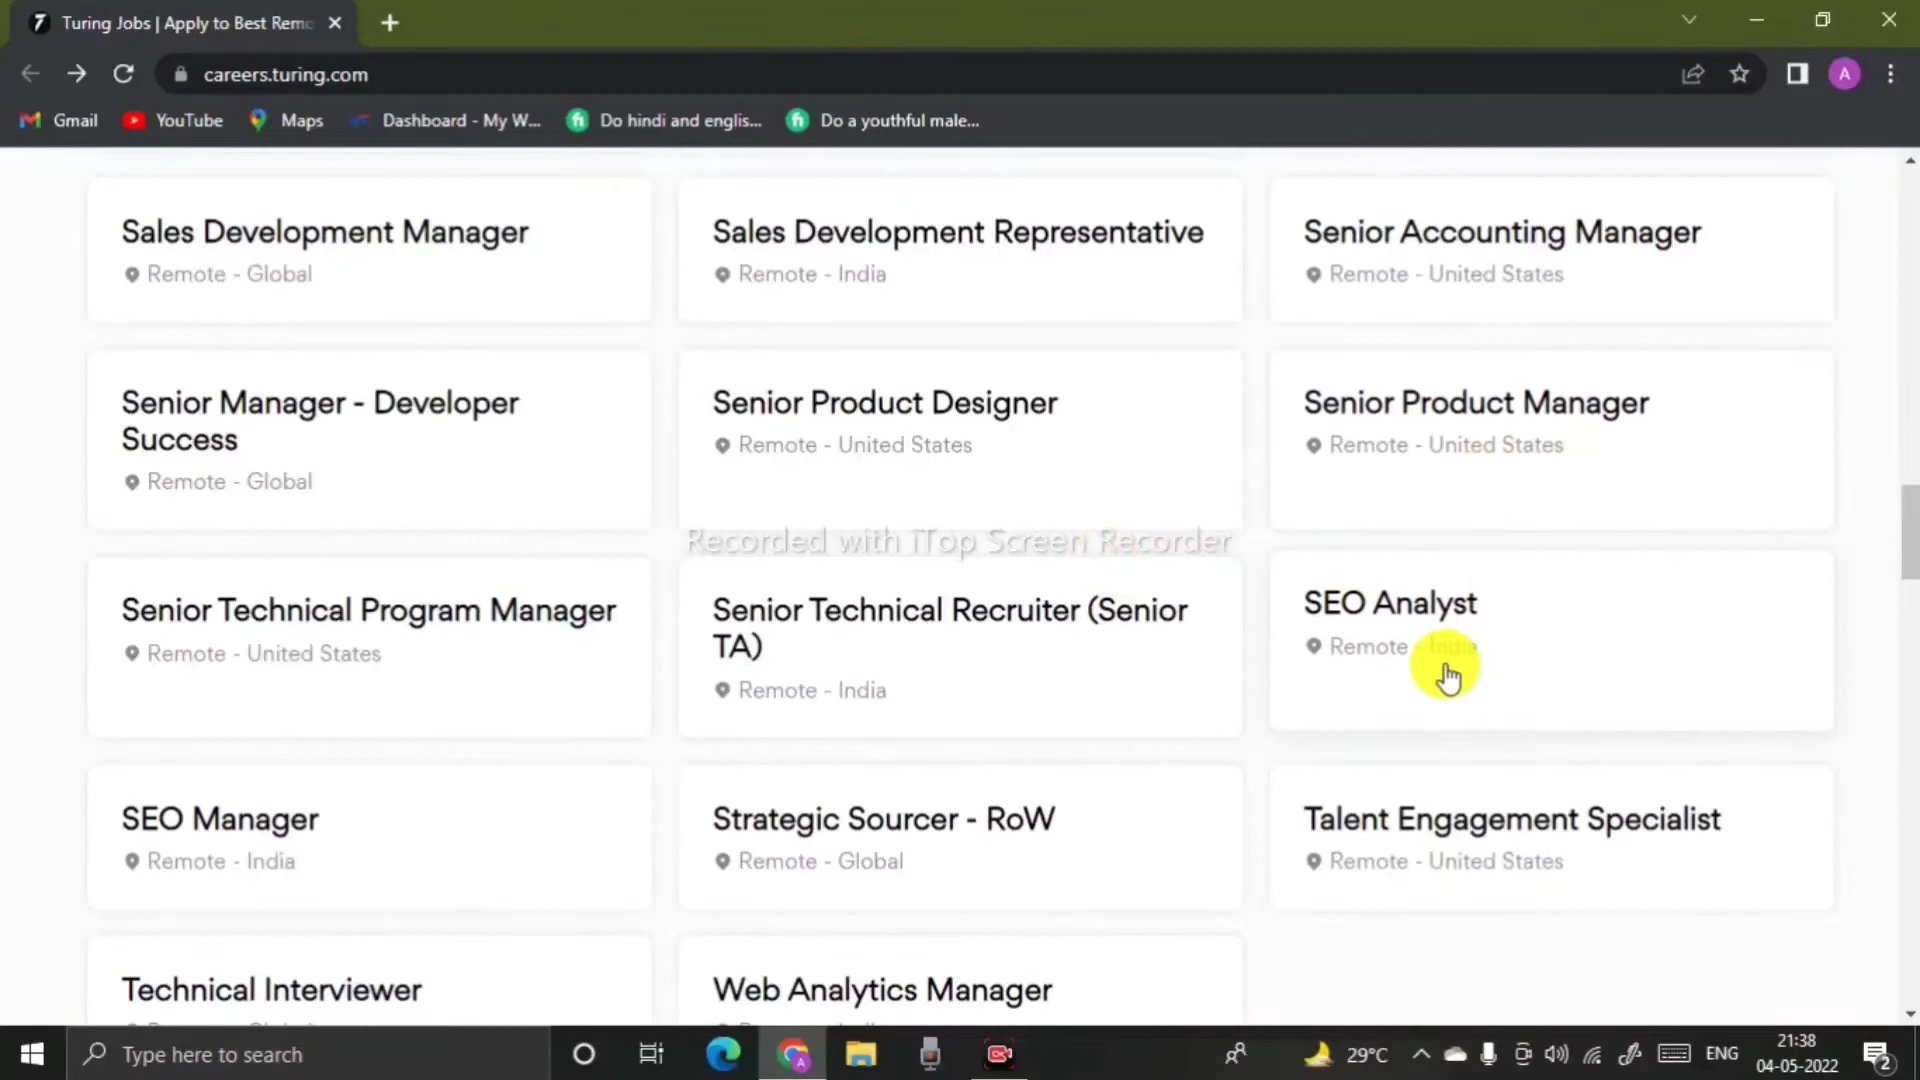 Turing Jobs | Apply to Best Remo
careers.turing.com
A
Gmail
YouTube
Maps
Dashboard - My W...
Do hindi and englis...
Do a youthful male...
Sales Development Manager
Remote - Global
Sales Development Representative
Remote - India
Senior Accounting Manager
Remote - United States
Senior Manager - Developer
Success
Remote - Global
Senior Product Designer
Remote - United States
Senior Product Manager
Remote - United States
Recorded with iTop Screen Recorder
Senior Technical Program Manager
Remote - United States
Senior Technical Recruiter (Senior
TA)
Remote - India
SEO Analyst
Remote - India
SEO Manager
Remote - India
Strategic Sourcer - RoW
Remote - Global
Talent Engagement Specialist
Remote - United States
Technical Interviewer
Web Analytics Manager
Type here to search
29°C
ENG
21:38
04-05-2022
2